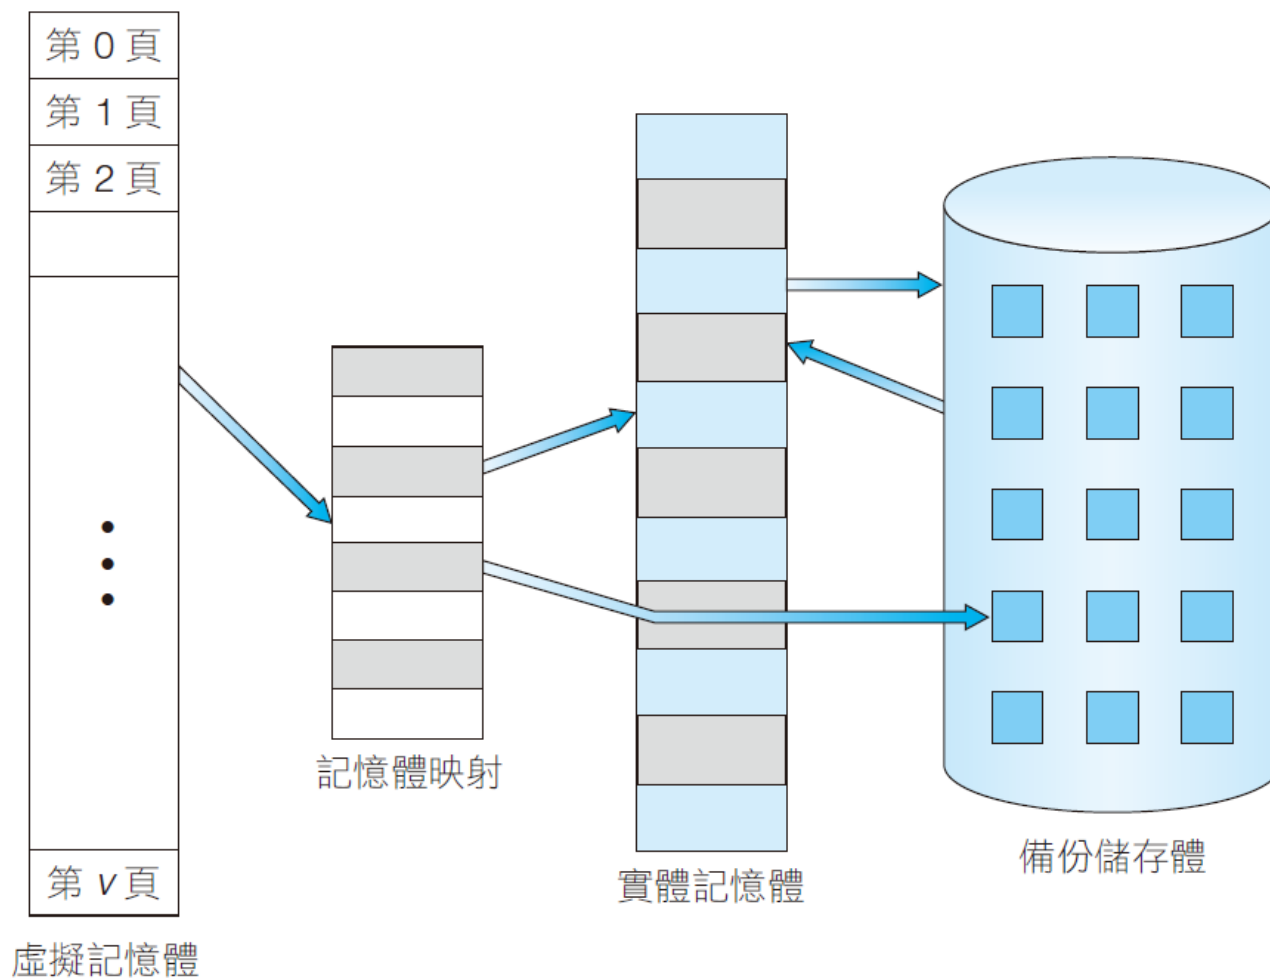 第 0 頁
第 1 頁
第 2 頁
第 v 頁
虛擬記憶體
記憶體映射
實體記憶體
備份儲存體